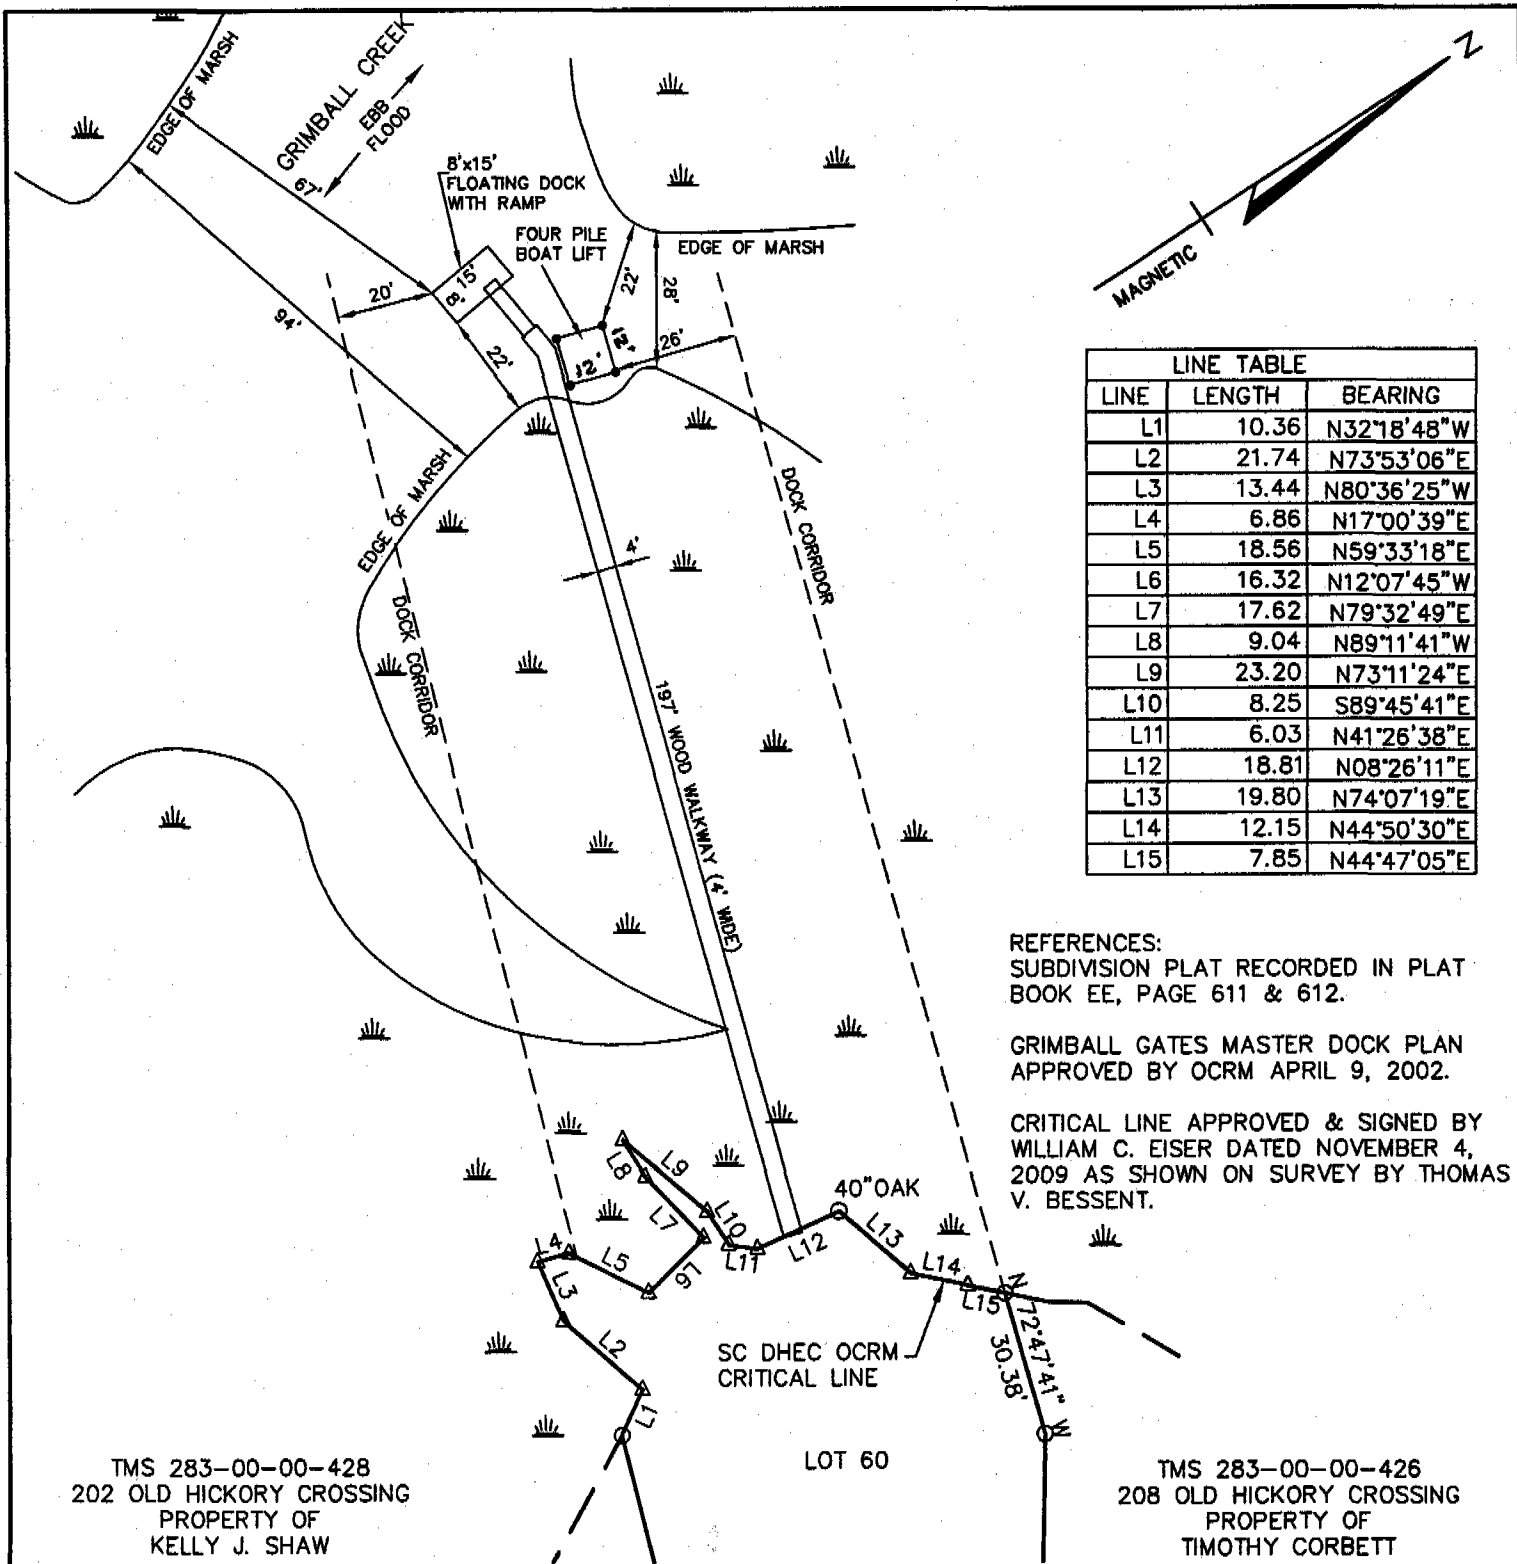 EDGE OF MARSH
GRIMBALL CREEK
EBB
FLOOD
67'
94'
8'x15'
FLOATING DOCK
WITH RAMP
FOUR PILE
BOAT LIFT
EDGE OF MARSH
20'
15'
8'
22'
22'
28'
12'
12'
26'
MAGNETIC
N
EDGE OF MARSH
DOCK CORRIDOR
DOCK CORRIDOR
4'
197' WOOD WALKWAY (4' WIDE)
LINE TABLE
LINE LENGTH BEARING
L1 10.36 N32°18'48"W
L2 21.74 N73°53'06"E
L3 13.44 N80°36'25"W
L4 6.86 N17°00'39"E
L5 18.56 N59°33'18"E
L6 16.32 N12°07'45"W
L7 17.62 N79°32'49"E
L8 9.04 N89°11'41"W
L9 23.20 N73°11'24"E
L10 8.25 S89°45'41"E
L11 6.03 N41°26'38"E
L12 18.81 N08°26'11"E
L13 19.80 N74°07'19"E
L14 12.15 N44°50'30"E
L15 7.85 N44°47'05"E
REFERENCES:
SUBDIVISION PLAT RECORDED IN PLAT
BOOK EE, PAGE 611 & 612.
GRIMBALL GATES MASTER DOCK PLAN
APPROVED BY OCRM APRIL 9, 2002.
CRITICAL LINE APPROVED & SIGNED BY
WILLIAM C. EISER DATED NOVEMBER 4,
2009 AS SHOWN ON SURVEY BY THOMAS
V. BESSENT.
L8
L9
L10
L7
40"OAK
L4
L5
L6
L11
L12
L13
L14
L15
L3
L2
L1
SC DHEC OCRM
CRITICAL LINE
N 72°47'41" W
30.38'
LOT 60
TMS 283-00-00-428
202 OLD HICKORY CROSSING
PROPERTY OF
KELLY J. SHAW
TMS 283-00-00-426
208 OLD HICKORY CROSSING
PROPERTY OF
TIMOTHY CORBETT